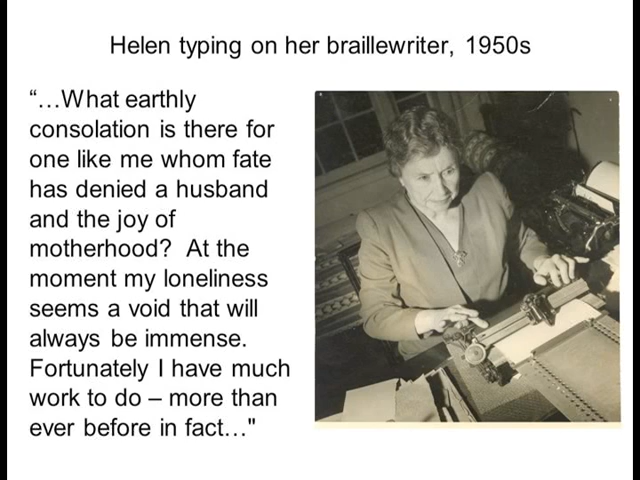 Helen typing on her braillewriter, 1950s
“…What earthly
consolation is there for
one like me whom fate
has denied a husband
and the joy of
motherhood?  At the
moment my loneliness
seems a void that will
always be immense.
Fortunately I have much
work to do – more than
ever before in fact…"